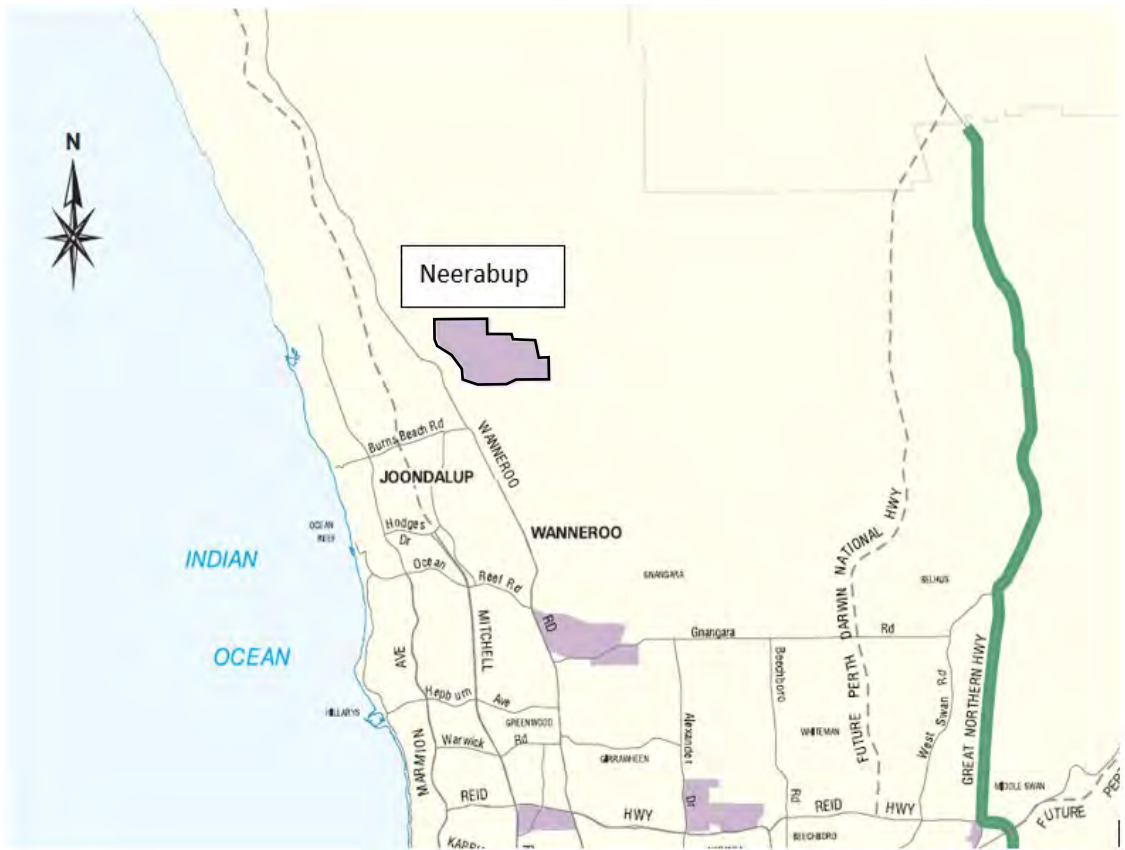 N
Neerabup
Burns Beach Rd
WANNEROO
JOONDALUP
OCEAN
REEF
Hodges
Dr
WANNEROO
INDIAN
Ocean
Reef Rd
GNANGARA
FUTURE PERTH DARWIN NATIONAL HWY
BELHUS
RD
Gnangara
Rd
OCEAN
AVE
MITCHELL
Beechboro
GREAT NORTHERN HWY
West Swan Rd
Hepburn
Ave
HILLARYS
GREENWOOD
Alexander
WHITEMAN
MARMION
Warwick
Rd
GIRRAWHEEN
MIDDLE SWAN
REID
Dr
Rd
REID
HWY
HWY
FUTURE
BEECHBORO